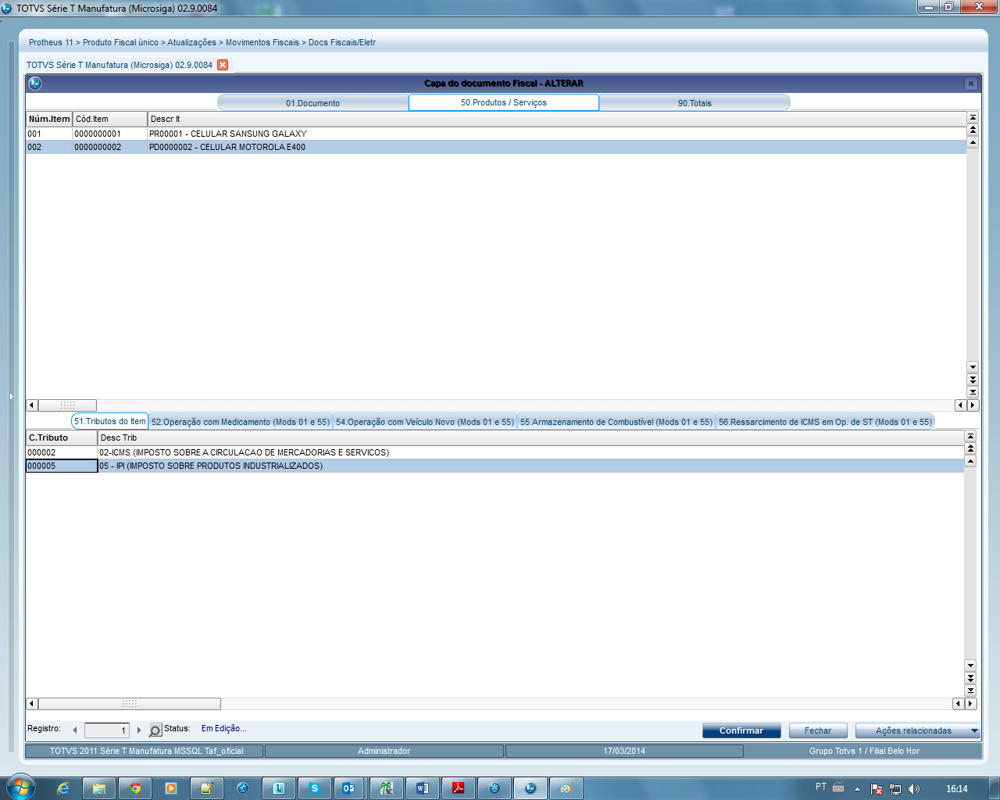 TOTVS Série T Manufatura (Microsiga) 02.9.0084
Protheus 11 > Produto Fiscal ùnico > Atualizações > Movimentos Fiscais > Docs Fiscais/Eletr
TOTVS Série T Manufatura (Microsiga) 02.9.0084
Capa do documento Fiscal - ALTERAR
01.Documento 50.Produtos / Serviços 90.Totais
Núm.Item Cód.Item Descr It
001 0000000001 PR00001 - CELULAR SANSUNG GALAXY
002 0000000002 PD0000002 - CELULAR MOTOROLA E400
51.Tributos do Item 52.Operação com Medicamento (Mods 01 e 55) 54.Operação com Veículo Novo (Mods 01 e 55) 55.Armazenamento de Combustível (Mods 01 e 55) 56.Ressarcimento de ICMS em Op. de ST (Mods 01 e 55)
C.Tributo Desc Trib
000002 02-ICMS (IMPOSTO SOBRE A CIRCULACAO DE MERCADORIAS E SERVICOS)
000005 05 - IPI (IMPOSTO SOBRE PRODUTOS INDUSTRIALIZADOS)
Registro: 1 Status: Em Edição... Confirmar Fechar Ações relacionadas
TOTVS 2011 Série T Manufatura MSSQL Taf_oficial Administrador 17/03/2014 Grupo Totvs 1 / Filial Belo Hor
PT 16:14